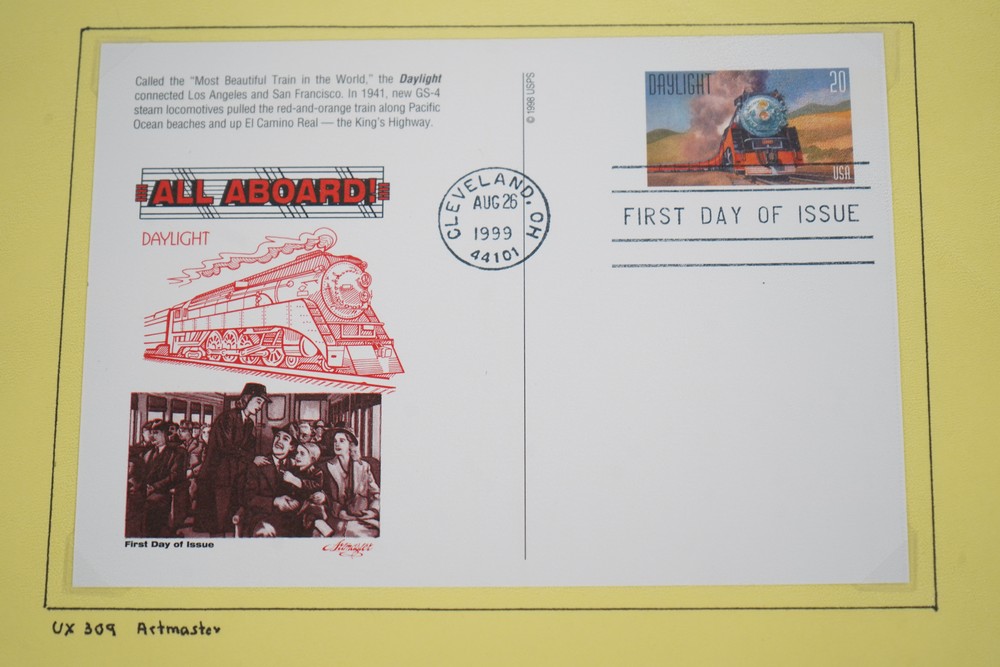 Called the "Most Beautiful Train in the World," the Daylight
connected Los Angeles and San Francisco. In 1941, new GS-4
steam locomotives pulled the red-and-orange train along Pacific
Ocean beaches and up El Camino Real — the King's Highway.
© 1998 USPS
DAYLIGHT 20
USA
ALL ABOARD!
DAYLIGHT
CLEVELAND, OH
AUG 26
1999
44101
FIRST DAY OF ISSUE
First Day of Issue
UX 309 Artmaster